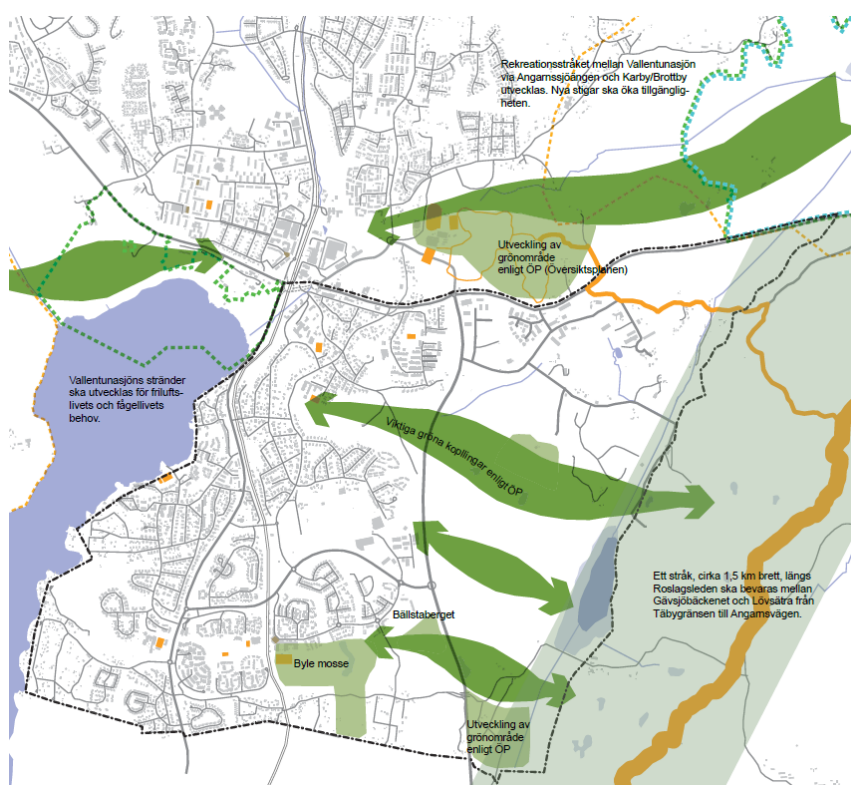 Rekreationsstråket mellan Vallentunasjön
via Angarnssjöängen och Karby/Brottby
utvecklas. Nya stigar ska öka tillgänglig-
heten.
Utveckling av
grönområde
enligt ÖP (Översiktsplanen)
Vallentunasjöns stränder
ska utvecklas för frilufts-
livets och fågellivets
behov.
Viktiga gröna kopllingar enligt ÖP
Ett stråk, cirka 1,5 km brett, längs
Roslagsleden ska bevaras mellan
Gävsjöbäckenet och Lövsätra från
Täbygränsen till Angarnsvägen.
Bällstaberget
Byle mosse
Utveckling av
grönområde
enligt ÖP